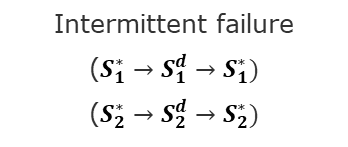 Intermittent failure
(S₁* → S₁ᵈ → S₁*)
(S₂* → S₂ᵈ → S₂*)